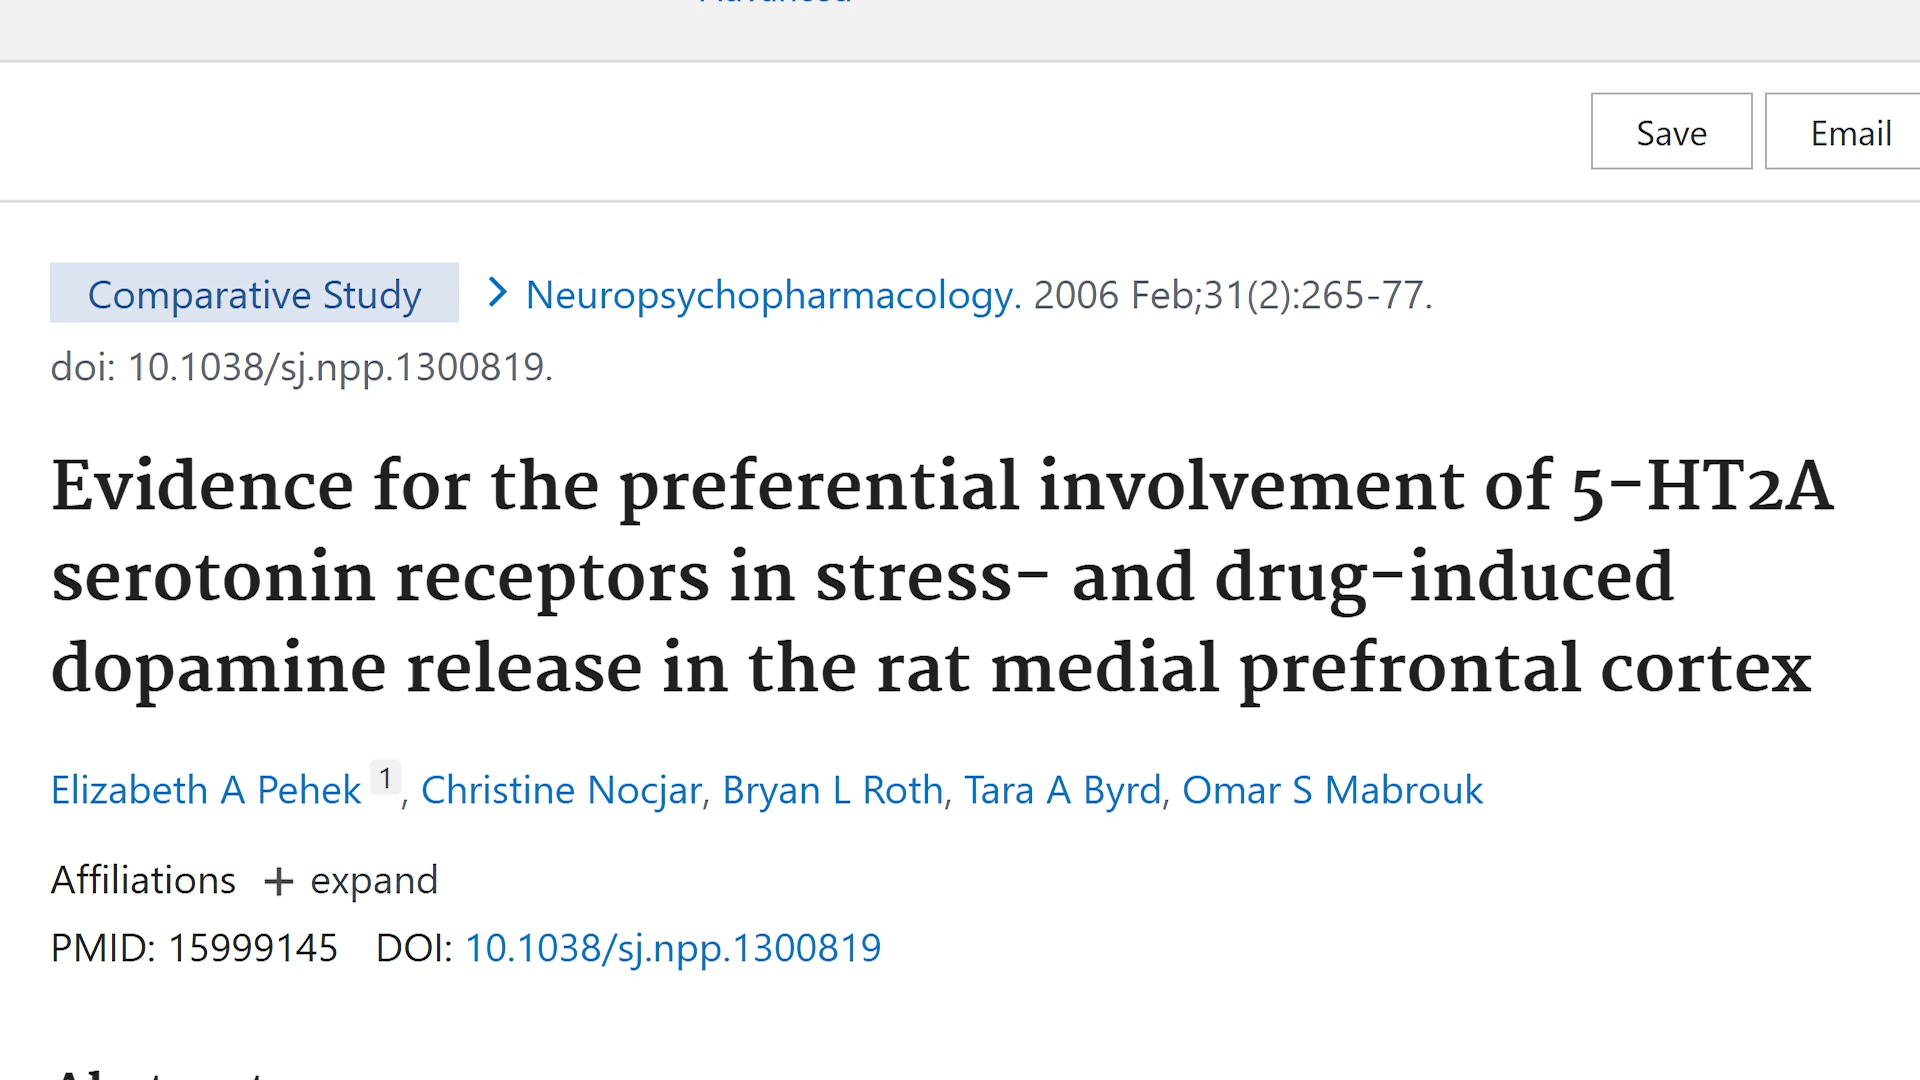 Save
Email
Comparative Study > Neuropsychopharmacology. 2006 Feb;31(2):265-77.
doi: 10.1038/sj.npp.1300819.
Evidence for the preferential involvement of 5-HT2A
serotonin receptors in stress- and drug-induced
dopamine release in the rat medial prefrontal cortex
Elizabeth A Pehek 1, Christine Nocjar, Bryan L Roth, Tara A Byrd, Omar S Mabrouk
Affiliations + expand
PMID: 15999145 DOI: 10.1038/sj.npp.1300819